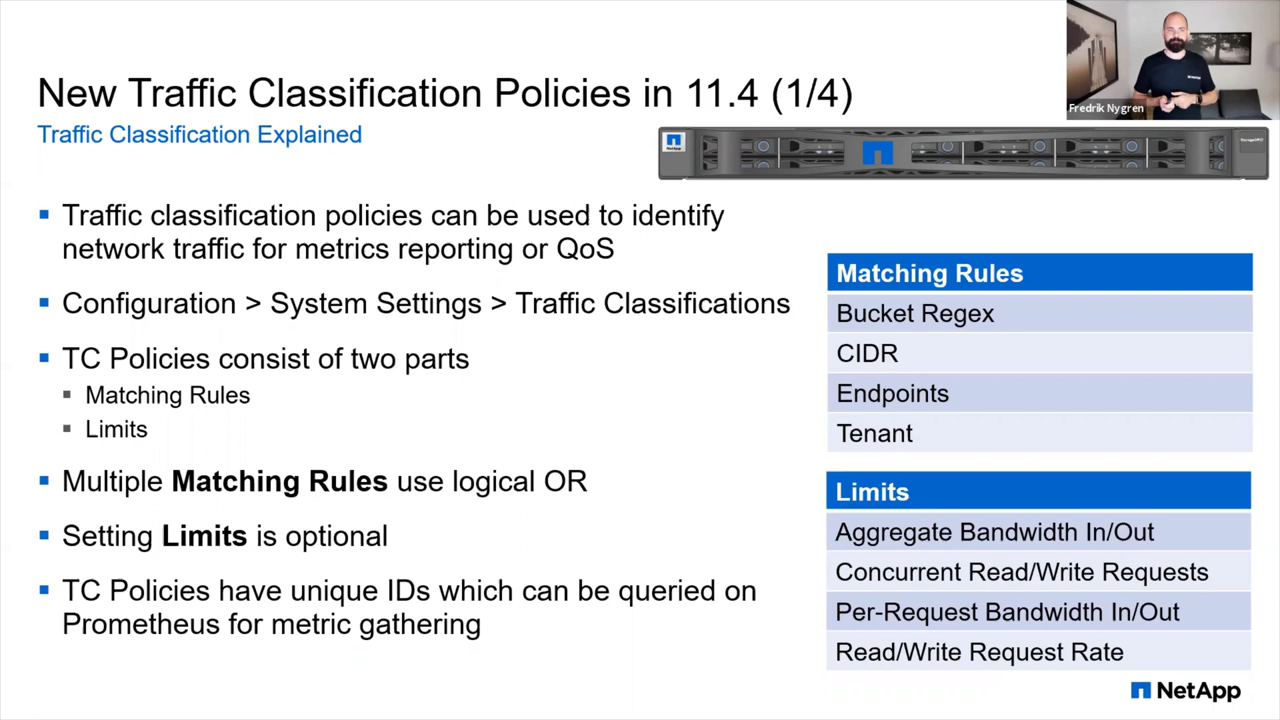 Fredrik Nygren
New Traffic Classification Policies in 11.4 (1/4)
Traffic Classification Explained
NetApp
▪ Traffic classification policies can be used to identify
network traffic for metrics reporting or QoS
▪ Configuration > System Settings > Traffic Classifications
▪ TC Policies consist of two parts
▪ Matching Rules
▪ Limits
▪ Multiple Matching Rules use logical OR
▪ Setting Limits is optional
▪ TC Policies have unique IDs which can be queried on
Prometheus for metric gathering
Matching Rules
Bucket Regex
CIDR
Endpoints
Tenant
Limits
Aggregate Bandwidth In/Out
Concurrent Read/Write Requests
Per-Request Bandwidth In/Out
Read/Write Request Rate
NetApp